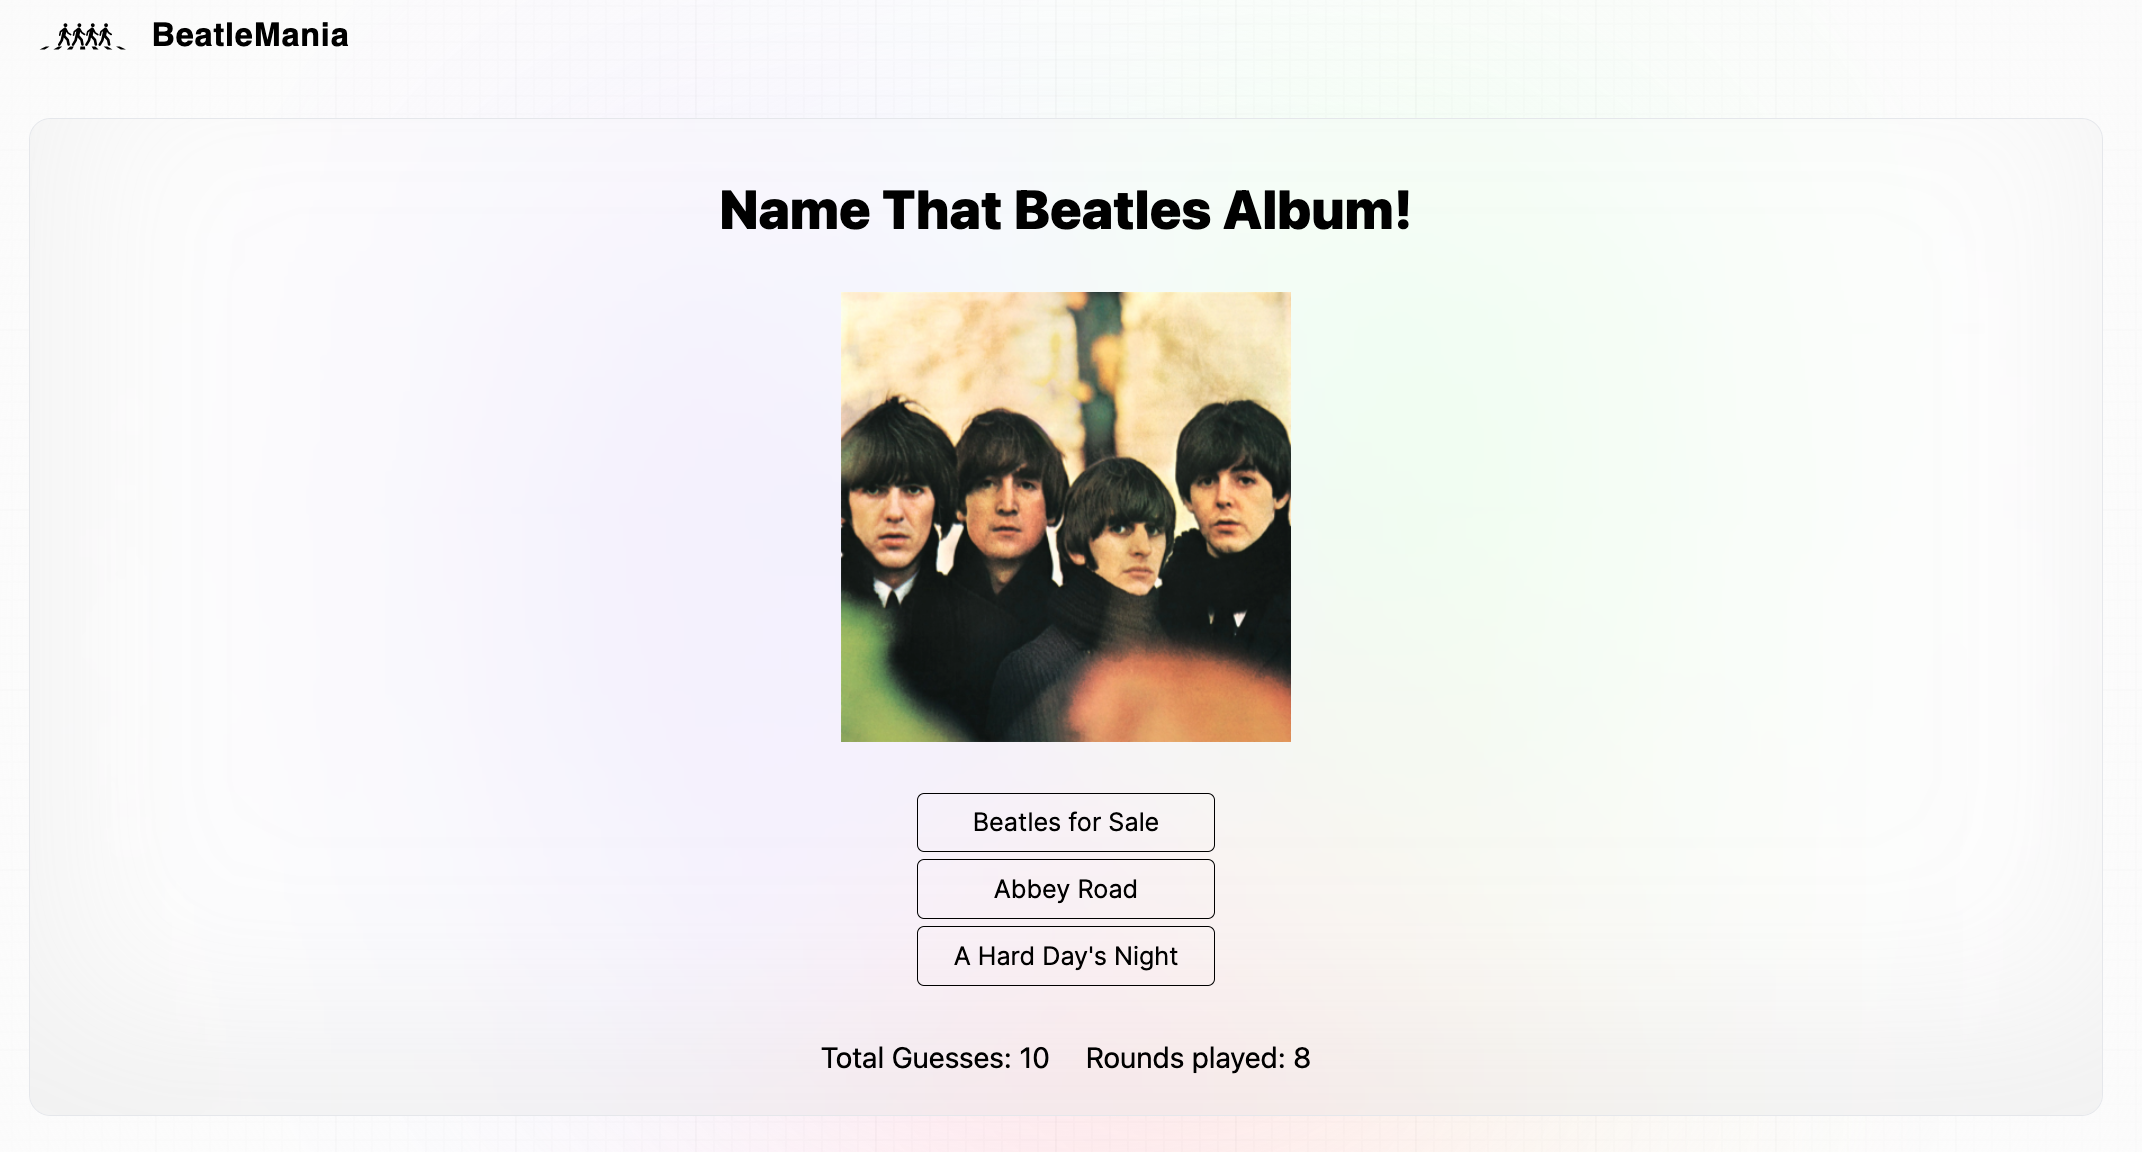 BeatleMania
Name That Beatles Album!
Beatles for Sale
Abbey Road
A Hard Day's Night
Total Guesses: 10 Rounds played: 8